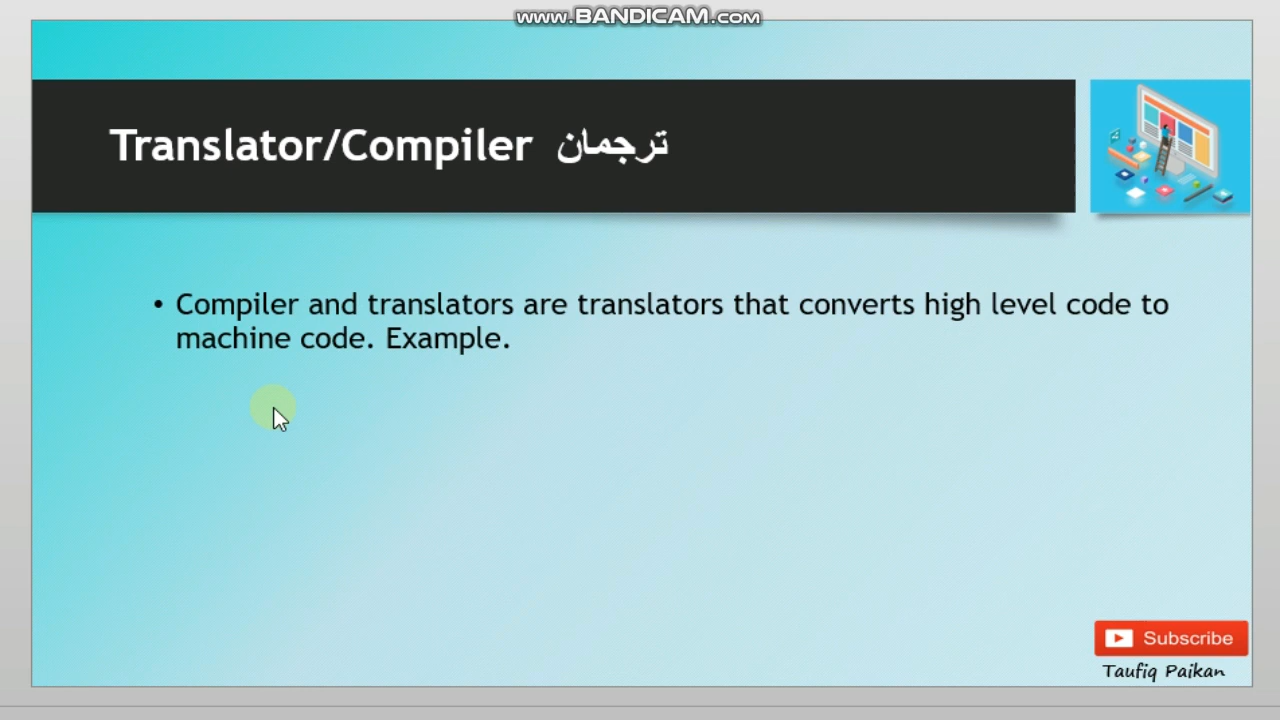 www.BANDICAM.com
Translator/Compiler ترجمان
• Compiler and translators are translators that converts high level code to
machine code. Example.
Subscribe
Taufiq Paikan